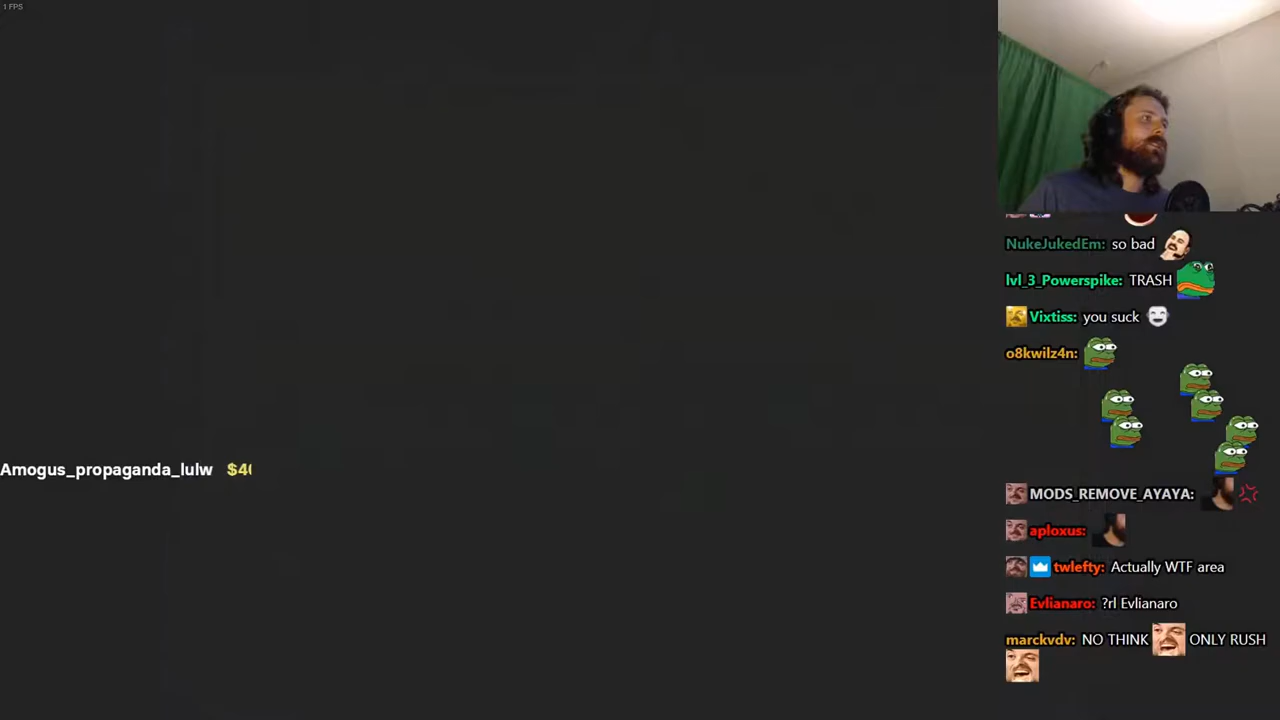 1 FPS
NukeJukedEm: so bad
lvl_3_Powerspike: TRASH
Vixtiss: you suck
o8kwilz4n:
Amogus_propaganda_lulw $4
MODS_REMOVE_AYAYA:
aploxus:
twlefty: Actually WTF area
Evlianaro: ?rl Evlianaro
marckvdv: NO THINK ONLY RUSH